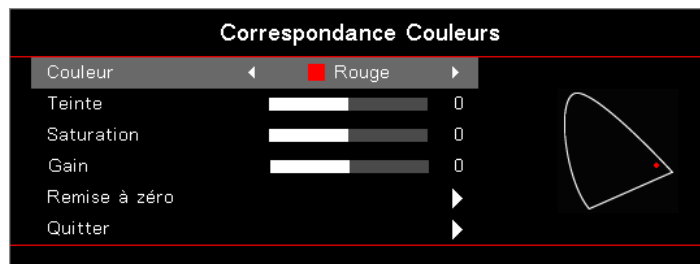 Correspondance Couleurs
Couleur Rouge
Teinte 0
Saturation 0
Gain 0
Remise à zéro
Quitter